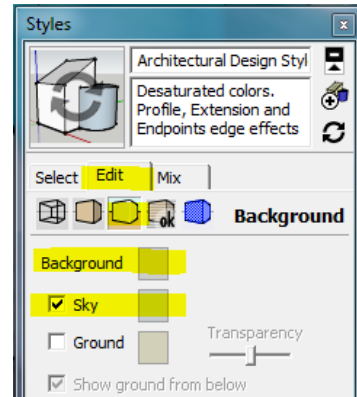 Styles
Architectural Design Styl
Desaturated colors.
Profile, Extension and
Endpoints edge effects
Select Edit Mix
ok
Background
Background
Sky
Ground
Transparency
Show ground from below